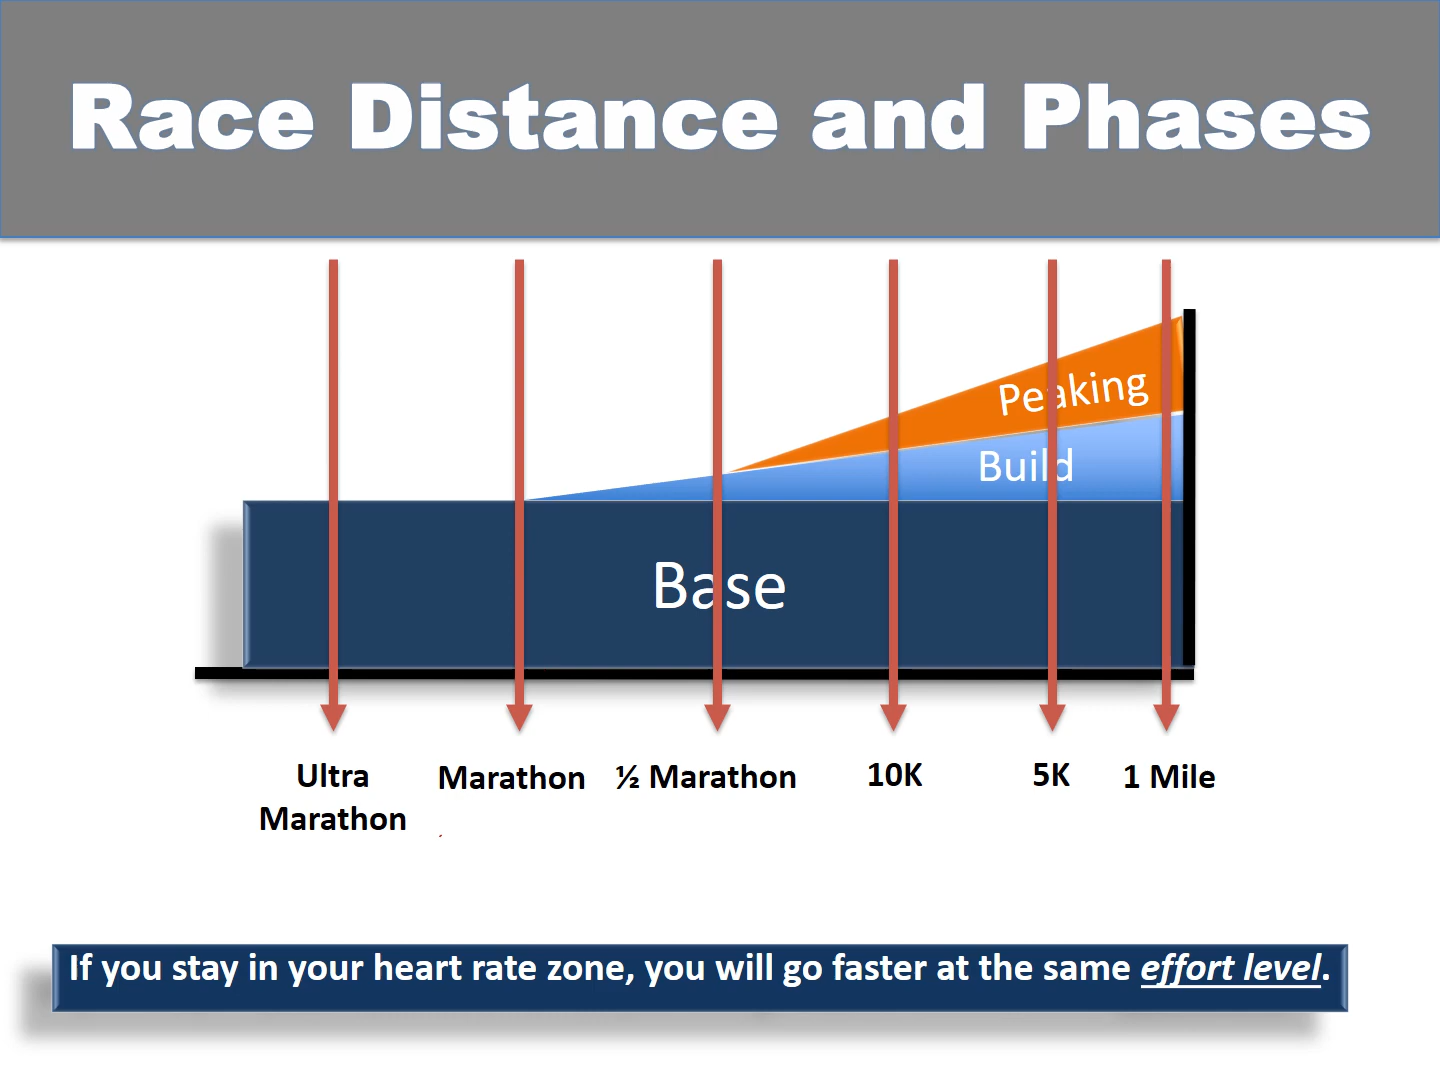 Race Distance and Phases
Peaking
Build
Base
Ultra
Marathon
Marathon
½ Marathon
10K
5K
1 Mile
If you stay in your heart rate zone, you will go faster at the same effort level.